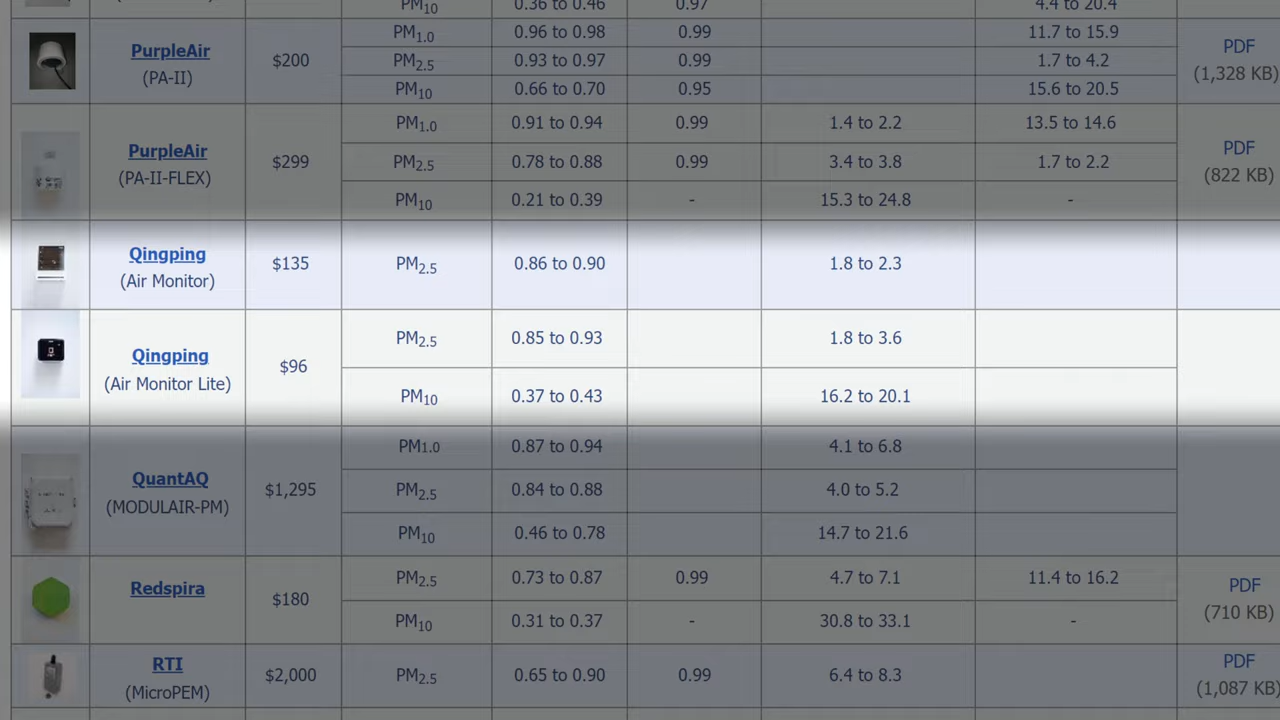 PM10 0.36 to 0.46 0.97 4.4 to 20.4
PurpleAir (PA-II) $200 PDF (1,328 KB)
PM1.0 0.96 to 0.98 0.99 11.7 to 15.9
PM2.5 0.93 to 0.97 0.99 1.7 to 4.2
PM10 0.66 to 0.70 0.95 15.6 to 20.5
PurpleAir (PA-II-FLEX) $299 PDF (822 KB)
PM1.0 0.91 to 0.94 0.99 1.4 to 2.2 13.5 to 14.6
PM2.5 0.78 to 0.88 0.99 3.4 to 3.8 1.7 to 2.2
PM10 0.21 to 0.39 - 15.3 to 24.8 -
Qingping (Air Monitor) $135
PM2.5 0.86 to 0.90 1.8 to 2.3
Qingping (Air Monitor Lite) $96
PM2.5 0.85 to 0.93 1.8 to 3.6
PM10 0.37 to 0.43 16.2 to 20.1
QuantAQ (MODULAIR-PM) $1,295
PM1.0 0.87 to 0.94 4.1 to 6.8
PM2.5 0.84 to 0.88 4.0 to 5.2
PM10 0.46 to 0.78 14.7 to 21.6
Redspira $180 PDF (710 KB)
PM2.5 0.73 to 0.87 0.99 4.7 to 7.1 11.4 to 16.2
PM10 0.31 to 0.37 - 30.8 to 33.1 -
RTI (MicroPEM) $2,000 PDF (1,087 KB)
PM2.5 0.65 to 0.90 0.99 6.4 to 8.3